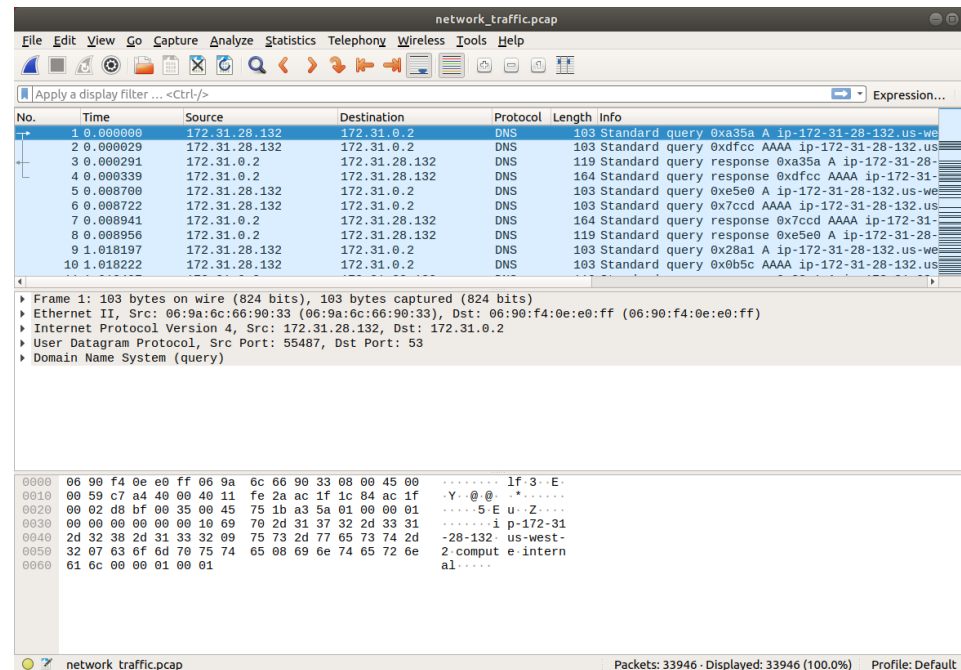 network_traffic.pcap
File Edit View Go Capture Analyze Statistics Telephony Wireless Tools Help
Apply a display filter … <Ctrl-/> Expression…
No. Time Source Destination Protocol Length Info
1 0.000000 172.31.28.132 172.31.0.2 DNS 103 Standard query 0xa35a A ip-172-31-28-132.us-we
2 0.000029 172.31.28.132 172.31.0.2 DNS 103 Standard query 0xdfcc AAAA ip-172-31-28-132.us
3 0.000291 172.31.0.2 172.31.28.132 DNS 119 Standard query response 0xa35a A ip-172-31-28-
4 0.000339 172.31.0.2 172.31.28.132 DNS 164 Standard query response 0xdfcc AAAA ip-172-31-
5 0.008700 172.31.28.132 172.31.0.2 DNS 103 Standard query 0xe5e0 A ip-172-31-28-132.us-we
6 0.008722 172.31.28.132 172.31.0.2 DNS 103 Standard query 0x7ccd AAAA ip-172-31-28-132.us
7 0.008941 172.31.0.2 172.31.28.132 DNS 164 Standard query response 0x7ccd AAAA ip-172-31-
8 0.008956 172.31.0.2 172.31.28.132 DNS 119 Standard query response 0xe5e0 A ip-172-31-28-
9 1.018197 172.31.28.132 172.31.0.2 DNS 103 Standard query 0x28a1 A ip-172-31-28-132.us-we
10 1.018222 172.31.28.132 172.31.0.2 DNS 103 Standard query 0x0b5c AAAA ip-172-31-28-132.us
Frame 1: 103 bytes on wire (824 bits), 103 bytes captured (824 bits)
Ethernet II, Src: 06:9a:6c:66:90:33 (06:9a:6c:66:90:33), Dst: 06:90:f4:0e:e0:ff (06:90:f4:0e:e0:ff)
Internet Protocol Version 4, Src: 172.31.28.132, Dst: 172.31.0.2
User Datagram Protocol, Src Port: 55487, Dst Port: 53
Domain Name System (query)
0000 06 90 f4 0e e0 ff 06 9a 6c 66 90 33 08 00 45 00 ········ lf·3··E·
0010 00 59 c7 a4 40 00 40 11 fe 2a ac 1f 1c 84 ac 1f ·Y··@·@· ·*······
0020 00 02 d8 bf 00 35 00 45 75 1b a3 5a 01 00 00 01 ·····5·E u··Z····
0030 00 00 00 00 00 00 10 69 70 2d 31 37 32 2d 33 31 ·······i p-172-31
0040 2d 32 38 2d 31 33 32 09 75 73 2d 77 65 73 74 2d -28-132· us-west-
0050 32 07 63 6f 6d 70 75 74 65 08 69 6e 74 65 72 6e 2·comput e·intern
0060 61 6c 00 00 01 00 01 al·····
network_traffic.pcap Packets: 33946 · Displayed: 33946 (100.0%) Profile: Default